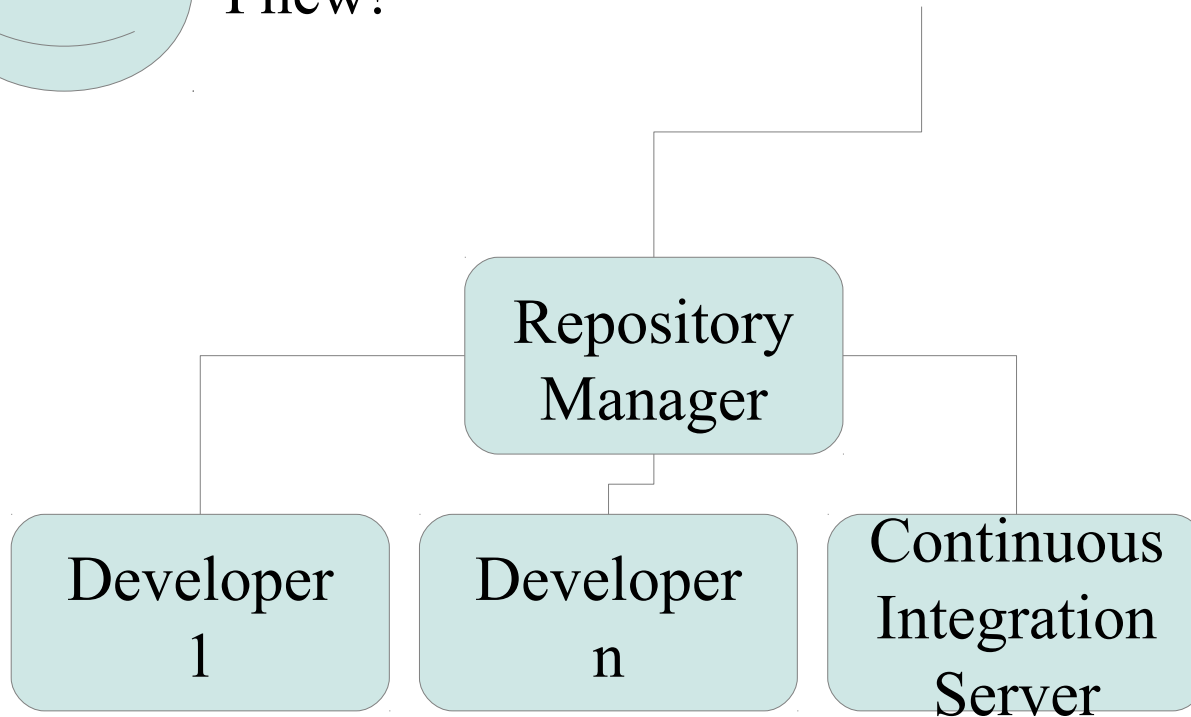 Repository
Manager
Developer
1
Developer
n
Continuous
Integration
Server